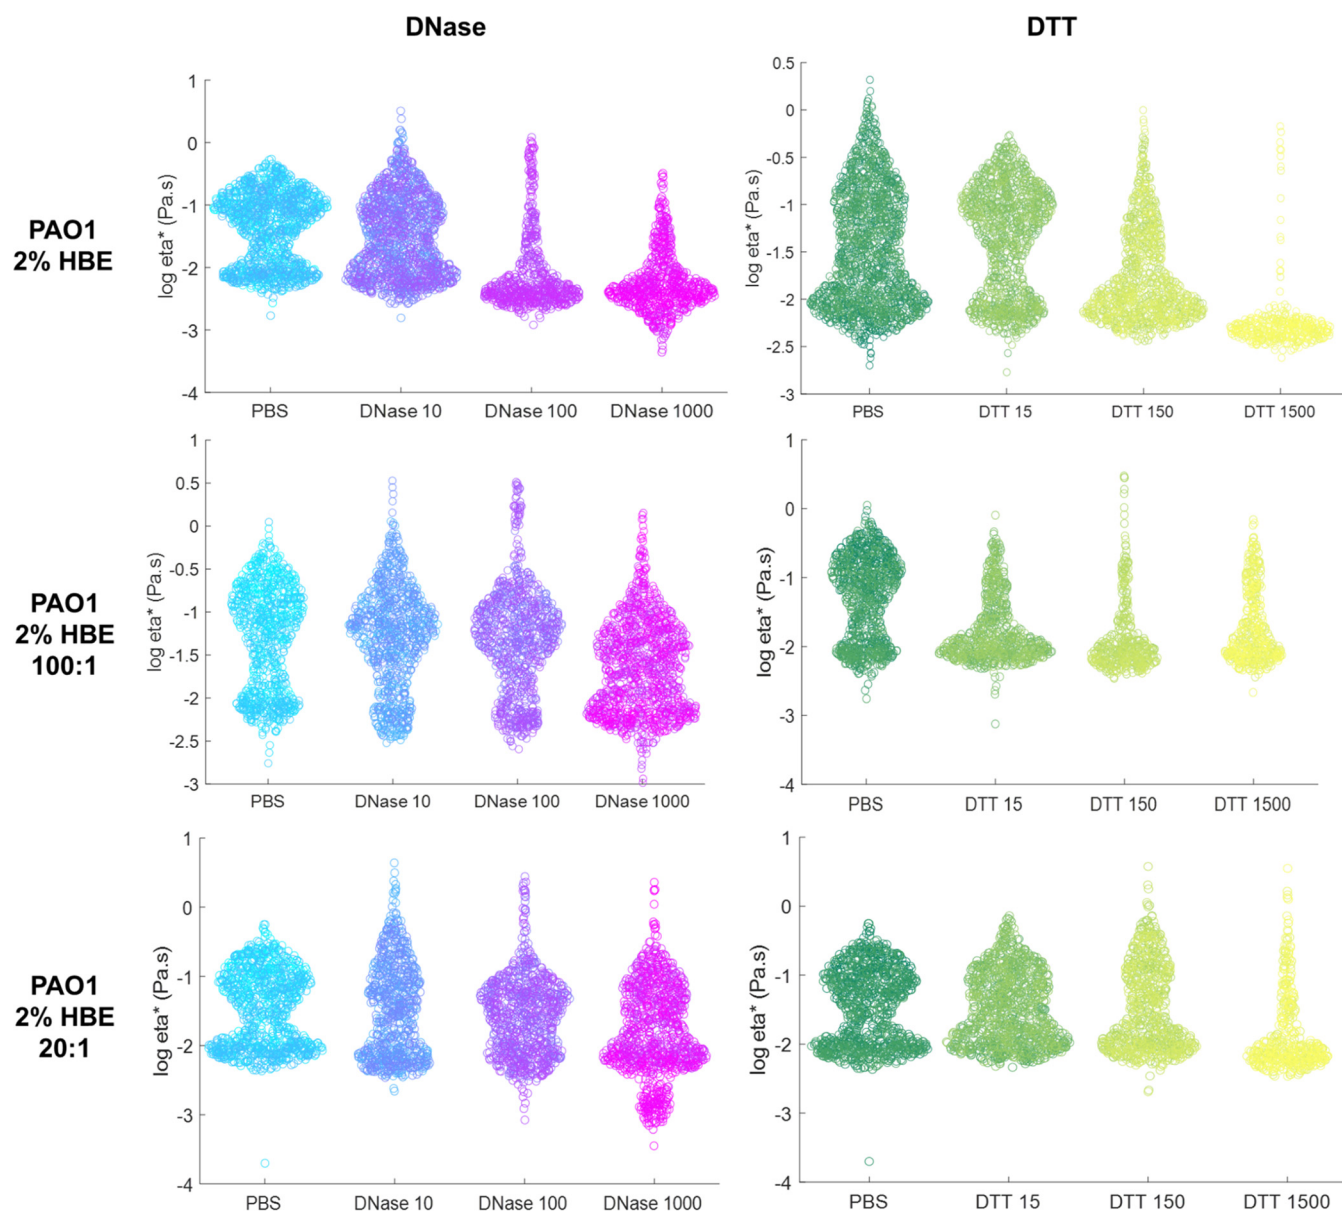 DNase
DTT
PAO1
2% HBE
log eta* (Pa.s)
1
0
-1
-2
-3
-4
PBS
DNase 10
DNase 100
DNase 1000
log eta* (Pa.s)
0.5
0
-0.5
-1
-1.5
-2
-2.5
-3
PBS
DTT 15
DTT 150
DTT 1500
PAO1
2% HBE
100:1
log eta* (Pa.s)
1
0.5
0
-0.5
-1
-1.5
-2
-2.5
-3
PBS
DNase 10
DNase 100
DNase 1000
log eta* (Pa.s)
1
0
-1
-2
-3
-4
PBS
DTT 15
DTT 150
DTT 1500
PAO1
2% HBE
20:1
log eta* (Pa.s)
1
0
-1
-2
-3
-4
PBS
DNase 10
DNase 100
DNase 1000
log eta* (Pa.s)
1
0
-1
-2
-3
-4
PBS
DTT 15
DTT 150
DTT 1500